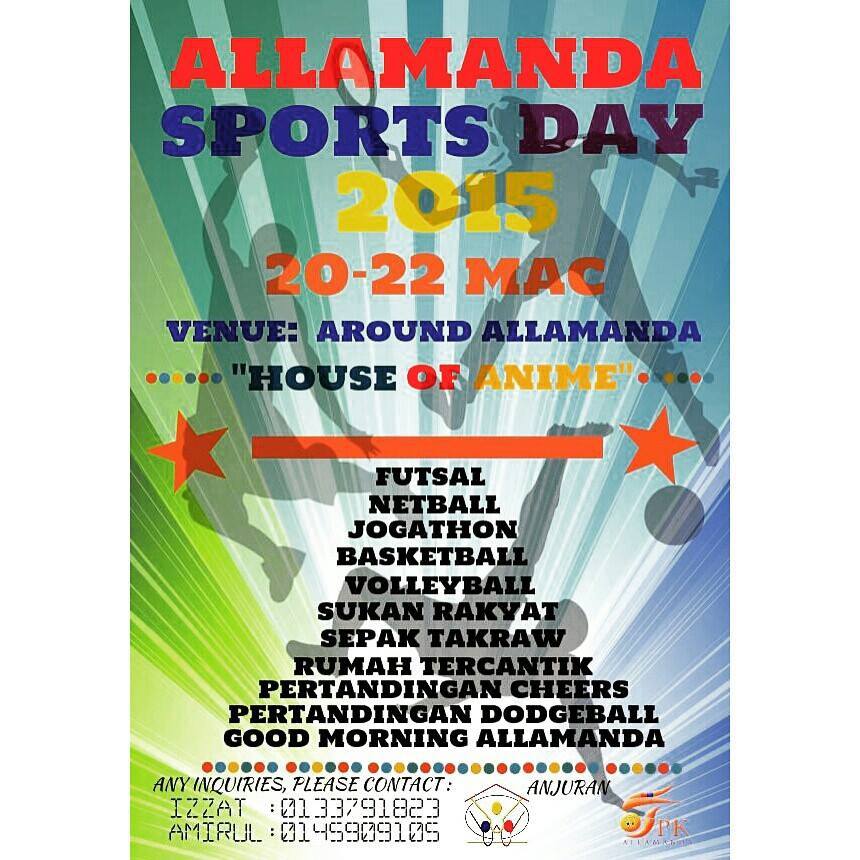 ALLAMANDA
SPORTS DAY
2015
20-22 MAC
VENUE: AROUND ALLAMANDA
"HOUSE OF ANIME"
FUTSAL
NETBALL
JOGATHON
BASKETBALL
VOLLEYBALL
SUKAN RAKYAT
SEPAK TAKRAW
RUMAH TERCANTIK
PERTANDINGAN CHEERS
PERTANDINGAN DODGEBALL
GOOD MORNING ALLAMANDA
ANY INQUIRIES, PLEASE CONTACT :
IZZAT :0133791823
AMIRUL :0145909105
ANJURAN
JPK
ALLAMANDA